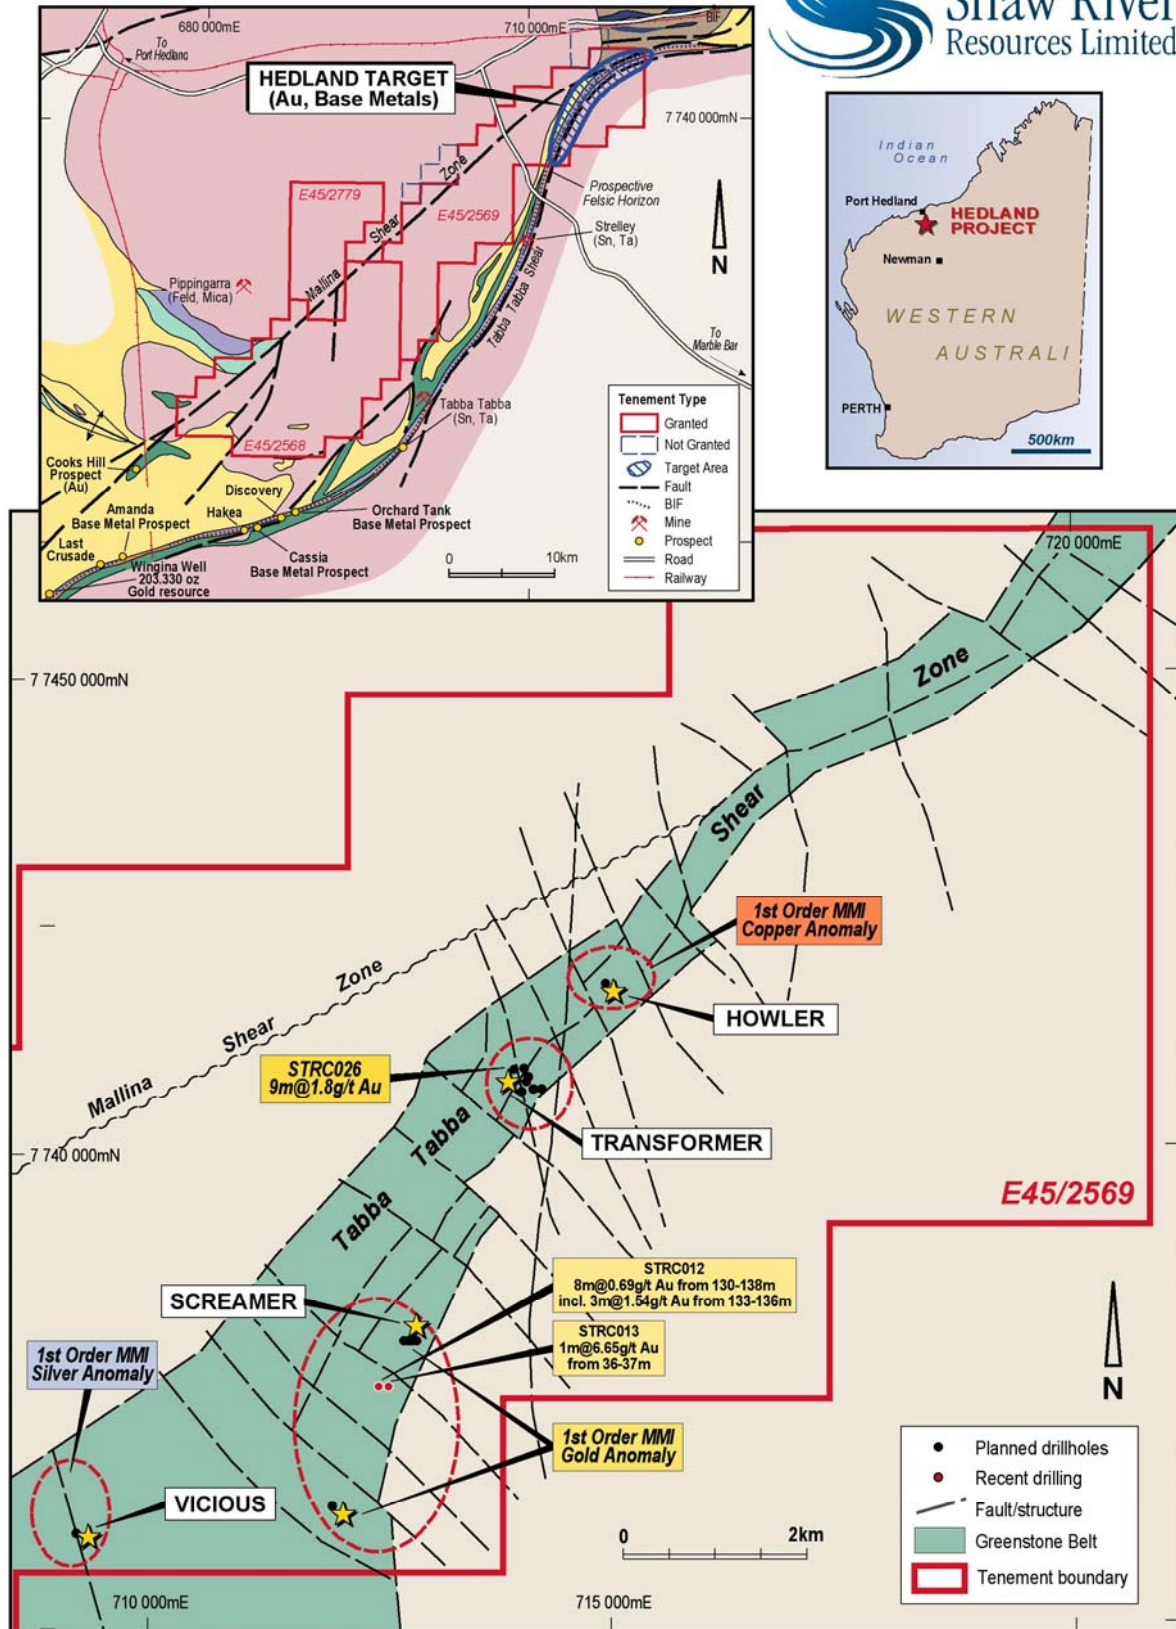 Shaw River
Resources Limited
680 000mE
710 000mE
BIF
To
Port Hedland
HEDLAND TARGET
(Au, Base Metals)
7 740 000mN
E45/2779
Zone
E45/2569
Shear
Mallina
Prospective
Felsic Horizon
Strelley
(Sn, Ta)
N
Pippingarra
(Feld, Mica)
Tabba Tabba Shear
To
Marble Bar
Tabba Tabba
(Sn, Ta)
E45/2568
Cooks Hill
Prospect
(Au)
Discovery
Amanda
Base Metal Prospect
Hakea
Orchard Tank
Base Metal Prospect
Last
Crusade
Cassia
Base Metal Prospect
Wingina Well
203,330 oz
Gold resource
0 10km
Tenement Type
Granted
Not Granted
Target Area
Fault
BIF
Mine
Prospect
Road
Railway
Indian
Ocean
Port Hedland
HEDLAND
PROJECT
Newman
WESTERN
AUSTRALI
PERTH
500km
720 000mE
7 7450 000mN
Zone
Shear
1st Order MMI
Copper Anomaly
Zone
Shear
Mallina
HOWLER
STRC026
9m@1.8g/t Au
TRANSFORMER
7 740 000mN
Tabba
Tabba
E45/2569
STRC012
8m@0.69g/t Au from 130-138m
incl. 3m@1.54g/t Au from 133-136m
SCREAMER
STRC013
1m@6.65g/t Au
from 36-37m
1st Order MMI
Silver Anomaly
N
1st Order MMI
Gold Anomaly
VICIOUS
0 2km
Planned drillholes
Recent drilling
Fault/structure
Greenstone Belt
Tenement boundary
710 000mE
715 000mE